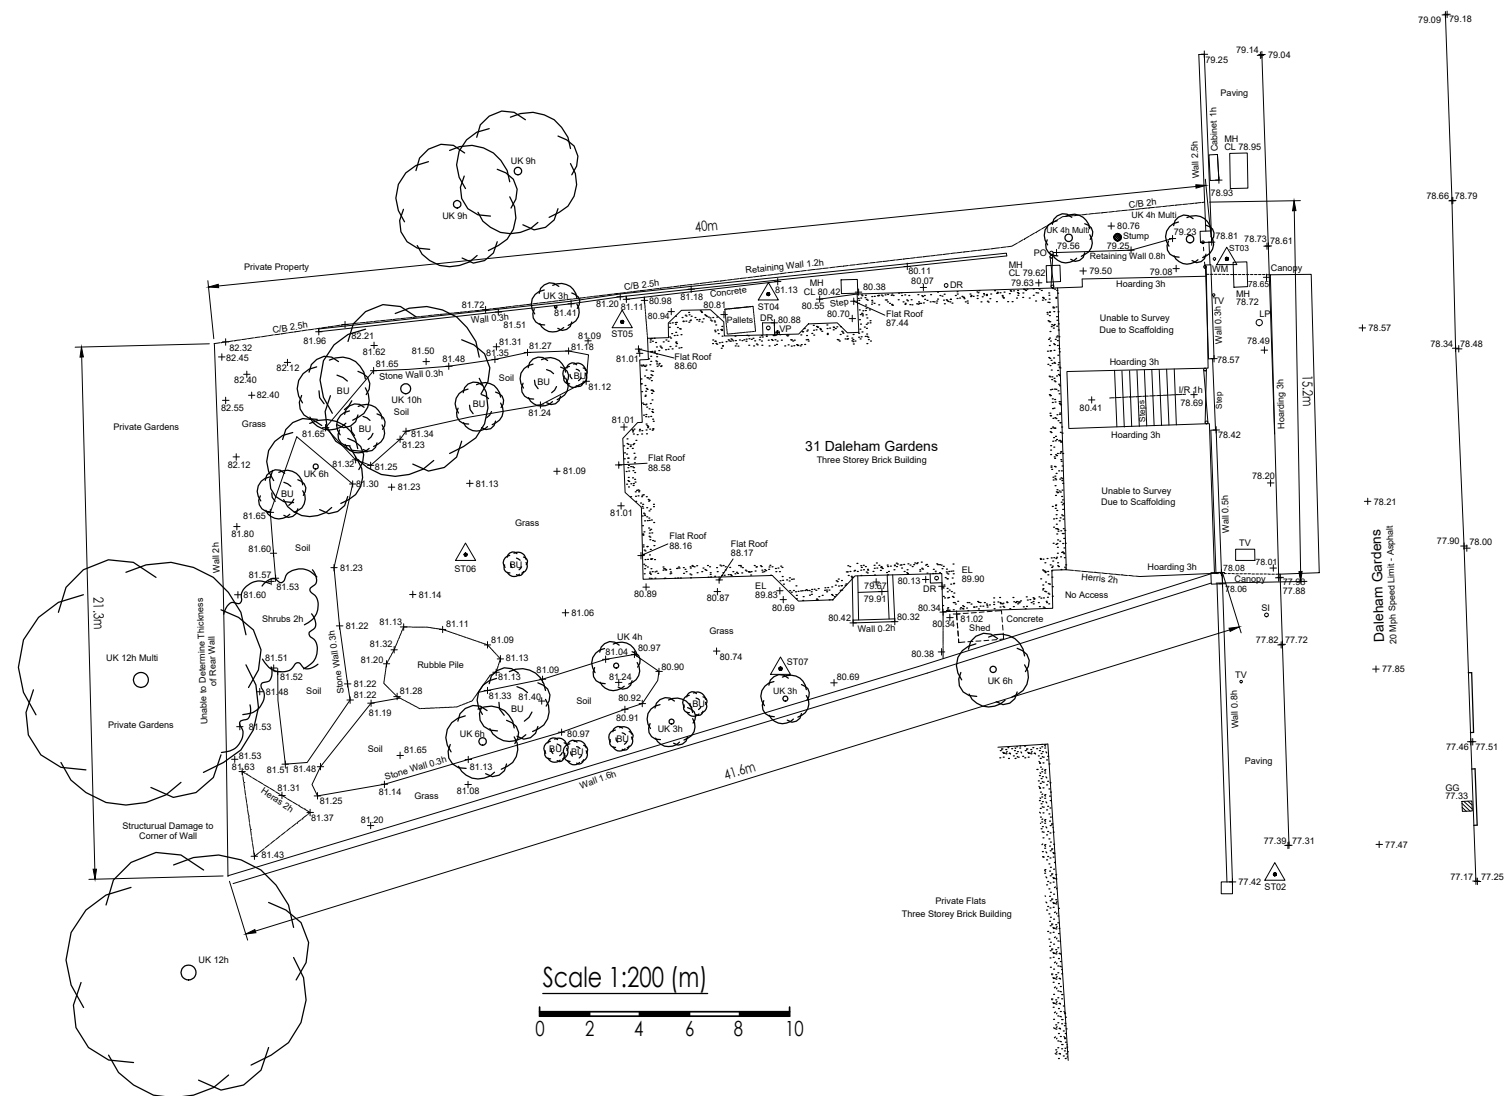 79.09 79.18
79.14 79.04
79.25
Paving
Cabinet 1h
MH
CL 78.95
Wall 2.5h
78.93
UK 9h
UK 9h
78.66 78.79
C/B 2h
40m
UK 4h Multi
UK 4h Multi
80.76
Stump
79.23
78.81
ST03
78.73 78.61
79.56
79.25
Retaining Wall 0.8h
PO
WM
Canopy
Private Property
Retaining Wall 1.2h
C/B 2.5h
MH
CL 79.62
79.63
79.50
79.08
Hoarding 3h
MH
78.72
78.65
80.11
80.07
DR
81.13
ST04
MH
CL 80.42
80.55
80.38
Step
80.70
Flat Roof
87.44
81.18
Concrete
80.81
Pallets
DR
80.88
VP
81.20
81.11
80.98
80.94
ST05
UK 3h
81.41
81.72
Wall 0.3h
81.51
C/B 2.5h
81.96
82.21
81.62
81.50
81.31
81.35
81.27
81.09
81.18
81.01
Flat Roof
88.60
81.12
82.32
82.45
82.12
82.40
82.40
82.55
81.65
81.48
Stone Wall 0.3h
Soil
BU
BU
BU
BU
BU
UK 10h
Soil
81.24
81.34
81.23
81.65
81.32
81.25
81.30
81.23
81.13
81.09
81.01
Flat Roof
88.58
81.01
Grass
Private Gardens
82.12
UK 6h
BU
81.65
81.80
Wall 2h
31 Daleham Gardens
Three Storey Brick Building
Unable to Survey
Due to Scaffolding
TV
Wall 0.3h
LP
78.49
78.57
78.57
78.34 78.48
Hoarding 3h
Steps
I/R 1h
78.69
Step
80.41
Hoarding 3h
78.42
Hoarding 3h
15.2m
Unable to Survey
Due to Scaffolding
78.20
78.21
Wall 0.5h
TV
78.01
78.08
Hoarding 3h
77.90 78.00
Daleham Gardens
20 Mph Speed Limit - Asphalt
Canopy
77.98
77.88
78.06
Herris 2h
No Access
Grass
ST06
BU
Flat Roof
88.16
Flat Roof
88.17
81.60
Soil
81.57
81.53
81.60
81.23
81.14
81.06
80.89
80.87
EL
89.83
80.69
79.67
79.91
80.13
DR
EL
89.90
80.34
80.34
81.02
Shed
Concrete
80.42
Wall 0.2h
80.32
80.38
SI
77.82 77.72
21.3m
Unable to Determine Thickness
of Rear Wall
Shrubs 2h
81.22
81.13
81.11
81.32
81.20
Rubble Pile
81.09
81.13
81.13
81.09
81.33
81.40
BU
81.28
UK 4h
81.04
80.97
81.24
80.90
Soil
80.92
80.91
Grass
80.74
ST07
UK 3h
80.69
UK 6h
TV
77.85
UK 12h Multi
81.51
81.52
81.48
Soil
Stone Wall 0.3h
81.22
81.22
81.19
Private Gardens
81.53
81.53
81.63
81.51
81.48
Soil
81.65
Stone Wall 0.3h
UK 6h
81.13
BU
BU
80.97
BU
UK 3h
BU
Wall 0.8h
77.46 77.51
Paving
Wall 1.6h
41.6m
81.31
Heras 2h
81.37
81.25
81.14
81.08
Grass
81.20
Structurual Damage to
Corner of Wall
81.43
GG
77.33
77.39 77.31
77.47
77.42
ST02
77.17 77.25
Private Flats
Three Storey Brick Building
UK 12h
Scale 1:200 (m)
0 2 4 6 8 10